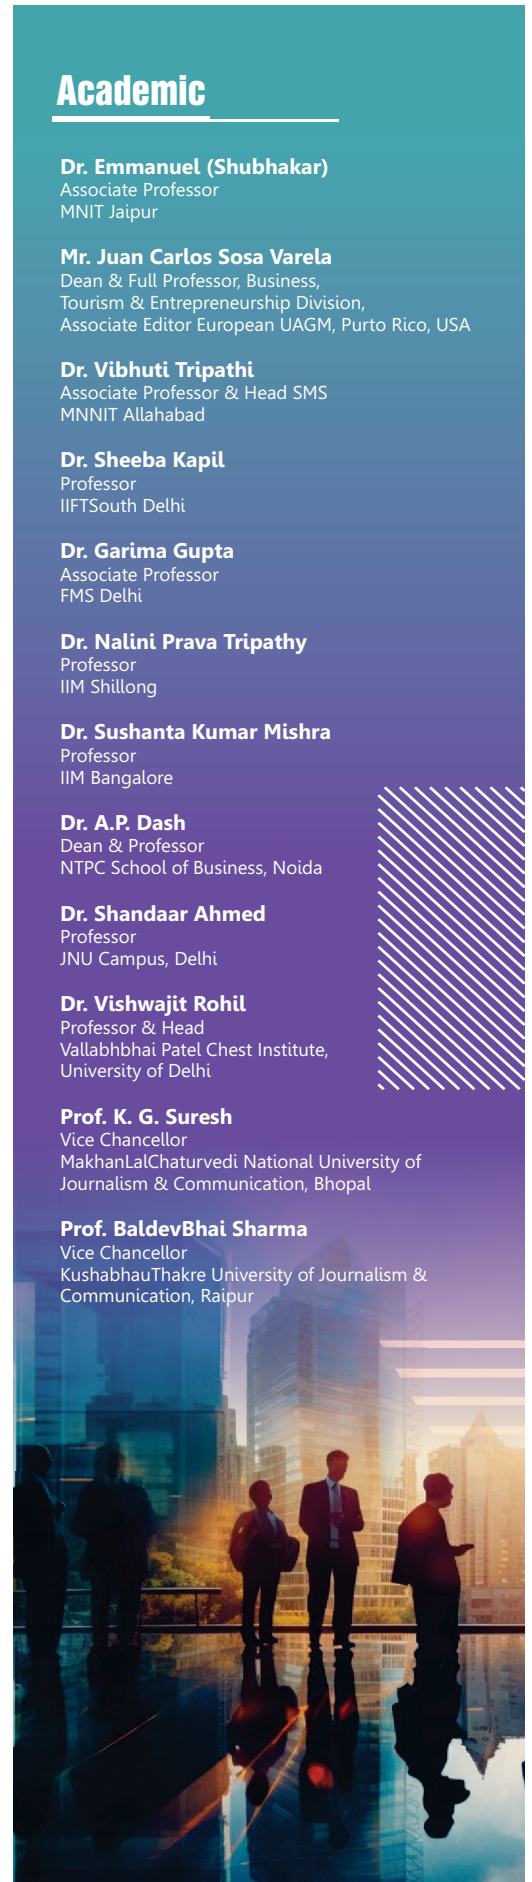 Academic
Dr. Emmanuel (Shubhakar)
Associate Professor
MNIT Jaipur
Mr. Juan Carlos Sosa Varela
Dean & Full Professor, Business,
Tourism & Entrepreneurship Division,
Associate Editor European UAGM, Purto Rico, USA
Dr. Vibhuti Tripathi
Associate Professor & Head SMS
MNNIT Allahabad
Dr. Sheeba Kapil
Professor
IIFTSouth Delhi
Dr. Garima Gupta
Associate Professor
FMS Delhi
Dr. Nalini Prava Tripathy
Professor
IIM Shillong
Dr. Sushanta Kumar Mishra
Professor
IIM Bangalore
Dr. A.P. Dash
Dean & Professor
NTPC School of Business, Noida
Dr. Shandaar Ahmed
Professor
JNU Campus, Delhi
Dr. Vishwajit Rohil
Professor & Head
Vallabhbhai Patel Chest Institute,
University of Delhi
Prof. K. G. Suresh
Vice Chancellor
MakhanLalChaturvedi National University of
Journalism & Communication, Bhopal
Prof. BaldevBhai Sharma
Vice Chancellor
KushabhauThakre University of Journalism &
Communication, Raipur